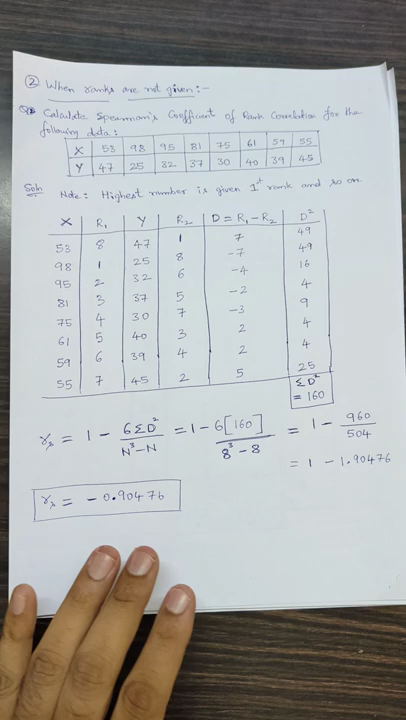 ② When ranks are not given :-
Q. Calculate Spearman's Coefficient of Rank Correlation for the
following data :
X 53 98 95 81 75 61 59 55
Y 47 25 32 37 30 40 39 45
Soln Note : Highest number is given 1st rank and so on
X R₁ Y R₂ D = R₁ - R₂ D²
53 8 47 1 7 49
98 1 25 8 -7 49
95 2 32 6 -4 16
81 3 37 5 -2 4
75 4 30 7 -3 9
61 5 40 3 2 4
59 6 39 4 2 4
55 7 45 2 5 25
ΣD²
= 160
r = 1 - 6ΣD² / N³ - N = 1 - 6[160] / 8³ - 8 = 1 - 960 / 504
= 1 - 1.90476
r = - 0.90476